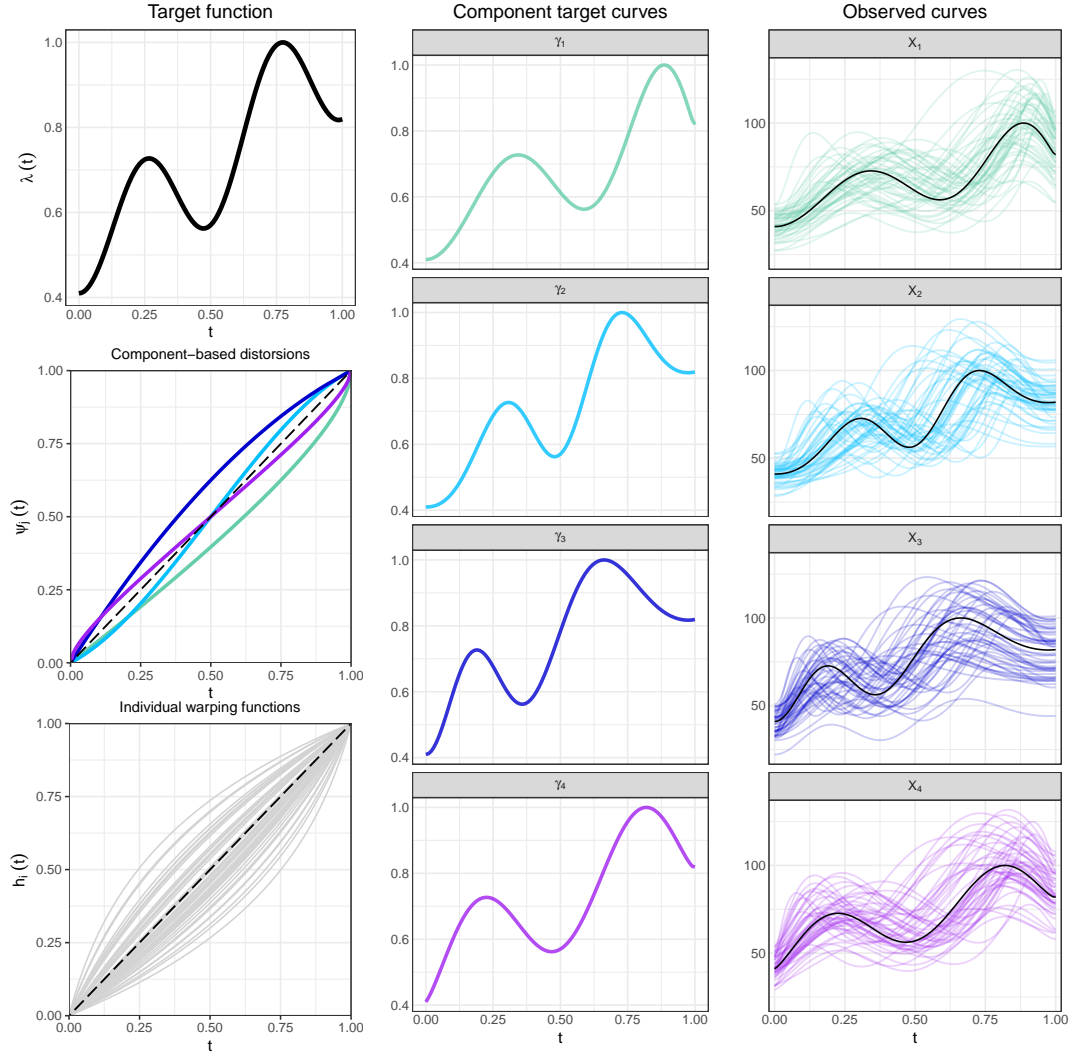 Target function
1.0
0.8
0.6
0.4
λ (t)
0.00 0.25 0.50 0.75 1.00
t
Component−based distorsions
1.00
0.75
0.50
0.25
0.00
ψj (t)
0.00 0.25 0.50 0.75 1.00
t
Individual warping functions
1.00
0.75
0.50
0.25
0.00
hi (t)
0.00 0.25 0.50 0.75 1.00
t
Component target curves
γ1
1.0
0.8
0.6
0.4
γ2
1.0
0.8
0.6
0.4
γ3
1.0
0.8
0.6
0.4
γ4
1.0
0.8
0.6
0.4
0.00 0.25 0.50 0.75 1.00
t
Observed curves
X1
100
50
X2
100
50
X3
100
50
X4
100
50
0.00 0.25 0.50 0.75 1.00
t